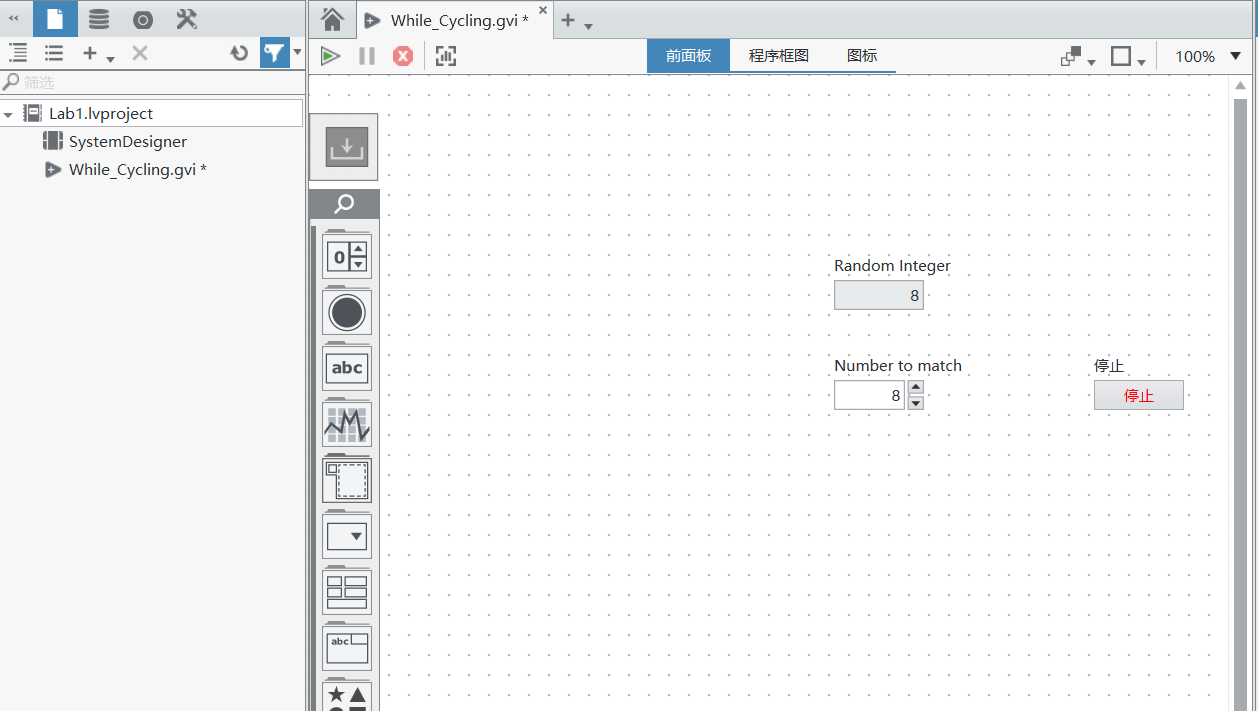 While_Cycling.gvi *
前面板 程序框图 图标 100%
筛选
Lab1.lvproject
SystemDesigner
While_Cycling.gvi *
0
abc
abc
Random Integer
8
Number to match
8
停止
停止